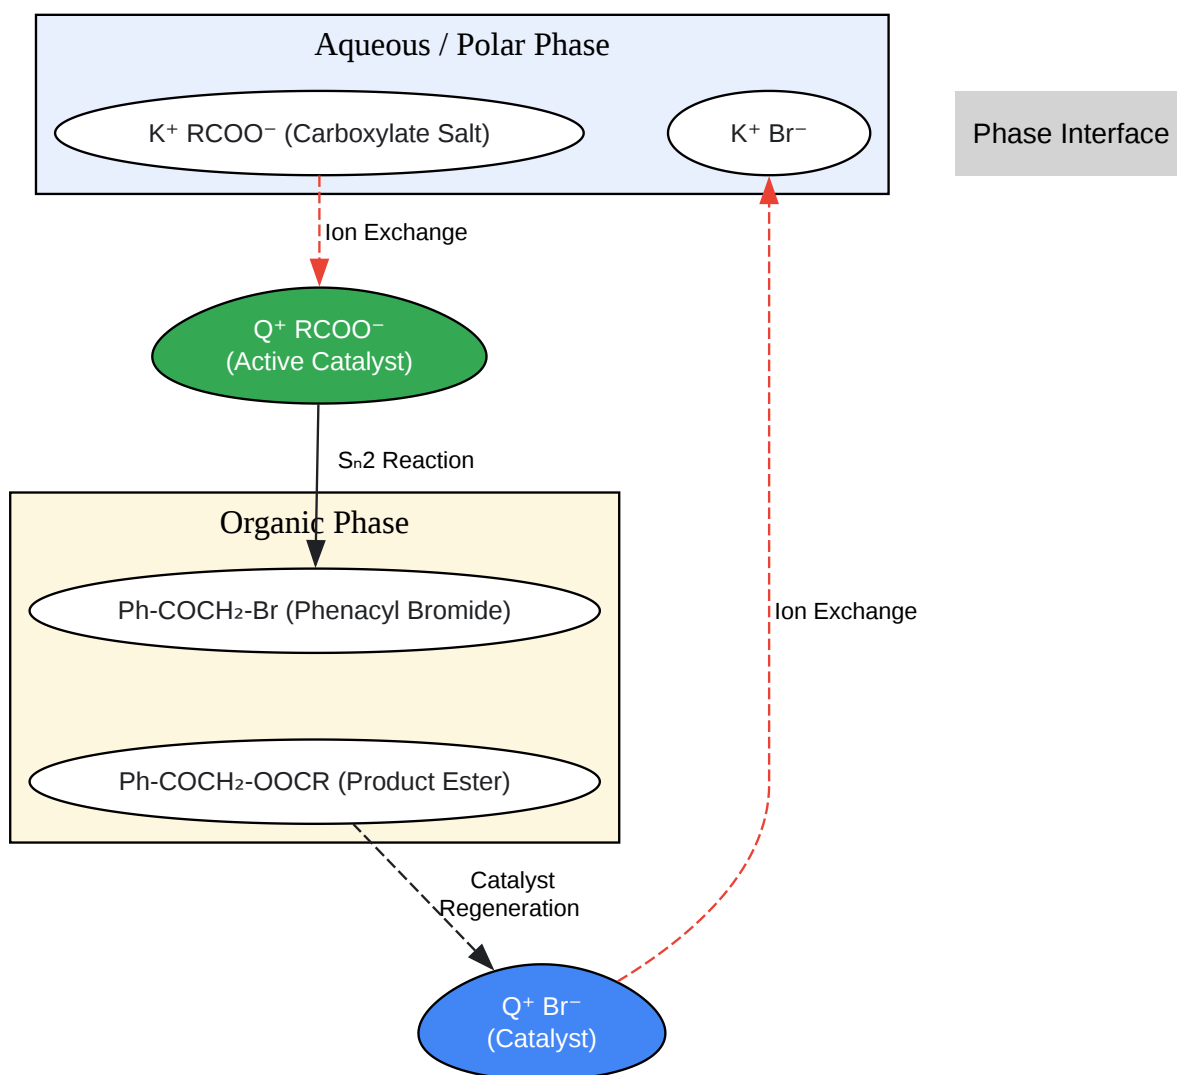 Aqueous / Polar Phase
K⁺ RCOO⁻ (Carboxylate Salt)
K⁺ Br⁻
Phase Interface
Ion Exchange
Q⁺ RCOO⁻
(Active Catalyst)
Sₙ2 Reaction
Organic Phase
Ph-COCH₂-Br (Phenacyl Bromide)
Ion Exchange
Ph-COCH₂-OOCR (Product Ester)
Catalyst
Regeneration
Q⁺ Br⁻
(Catalyst)